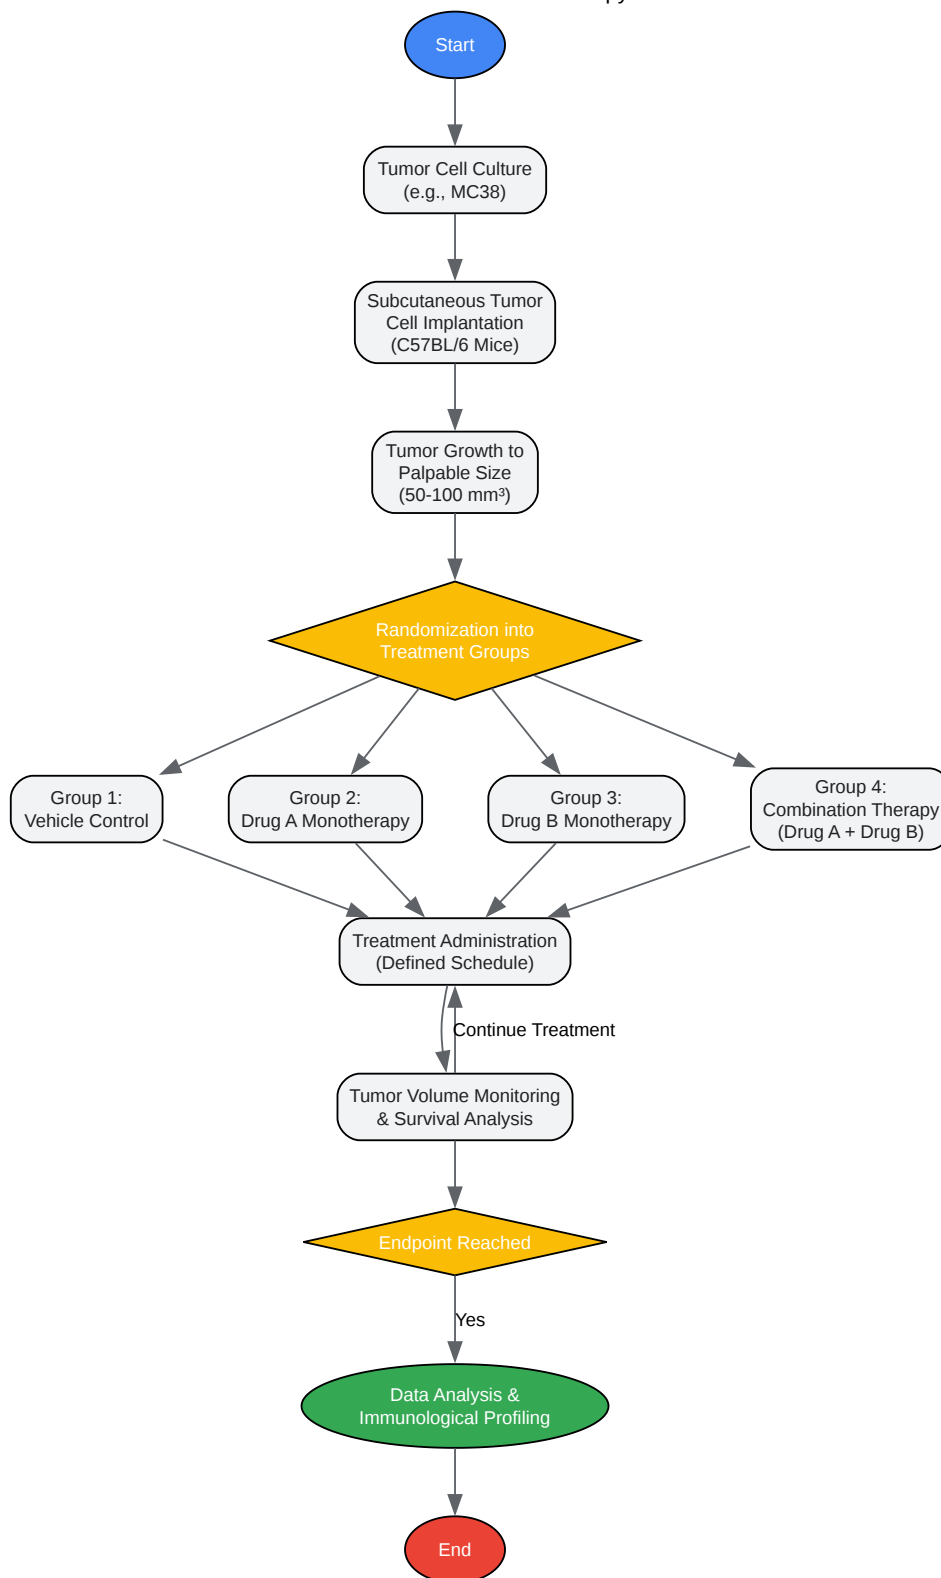 Start
Tumor Cell Culture
(e.g., MC38)
Subcutaneous Tumor
Cell Implantation
(C57BL/6 Mice)
Tumor Growth to
Palpable Size
(50-100 mm³)
Randomization into
Treatment Groups
Group 1:
Vehicle Control
Group 2:
Drug A Monotherapy
Group 3:
Drug B Monotherapy
Group 4:
Combination Therapy
(Drug A + Drug B)
Treatment Administration
(Defined Schedule)
Continue Treatment
Tumor Volume Monitoring
& Survival Analysis
Endpoint Reached
Yes
Data Analysis &
Immunological Profiling
End